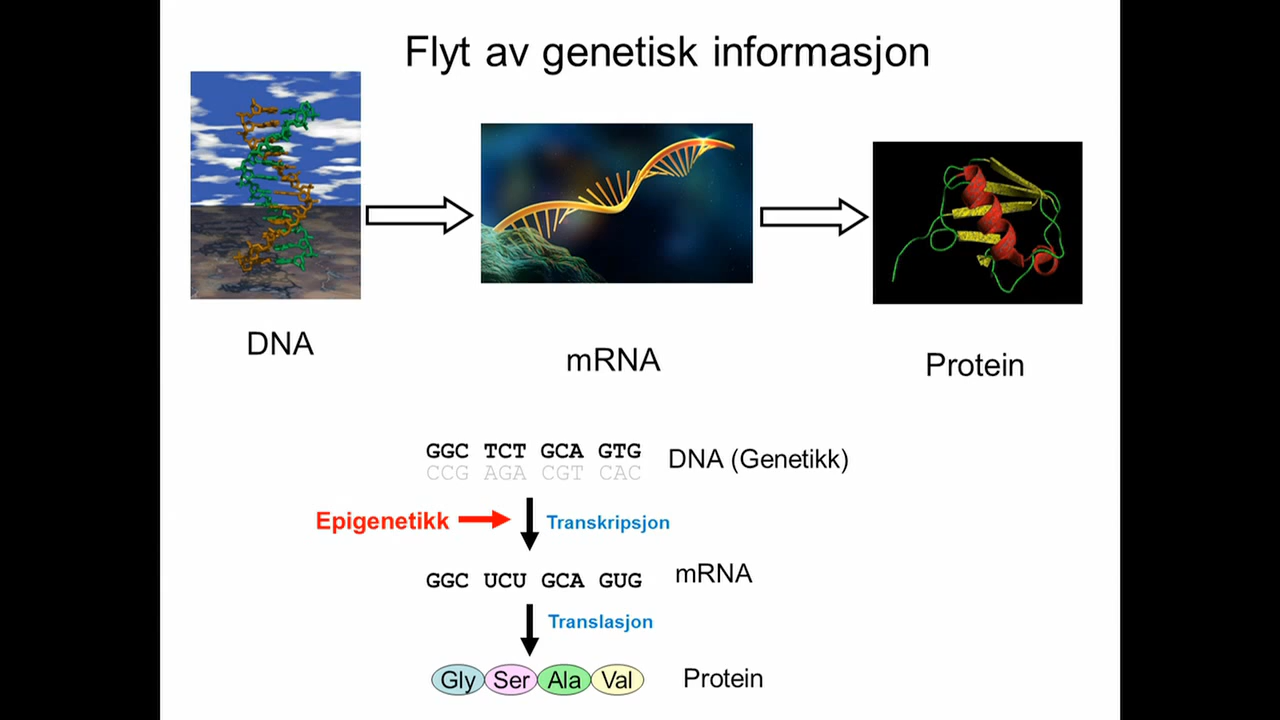 Flyt av genetisk informasjon
DNA
mRNA
Protein
GGC TCT GCA GTG
CCG AGA CGT CAC
DNA (Genetikk)
Epigenetikk
Transkripsjon
GGC UCU GCA GUG
mRNA
Translasjon
Gly Ser Ala Val
Protein